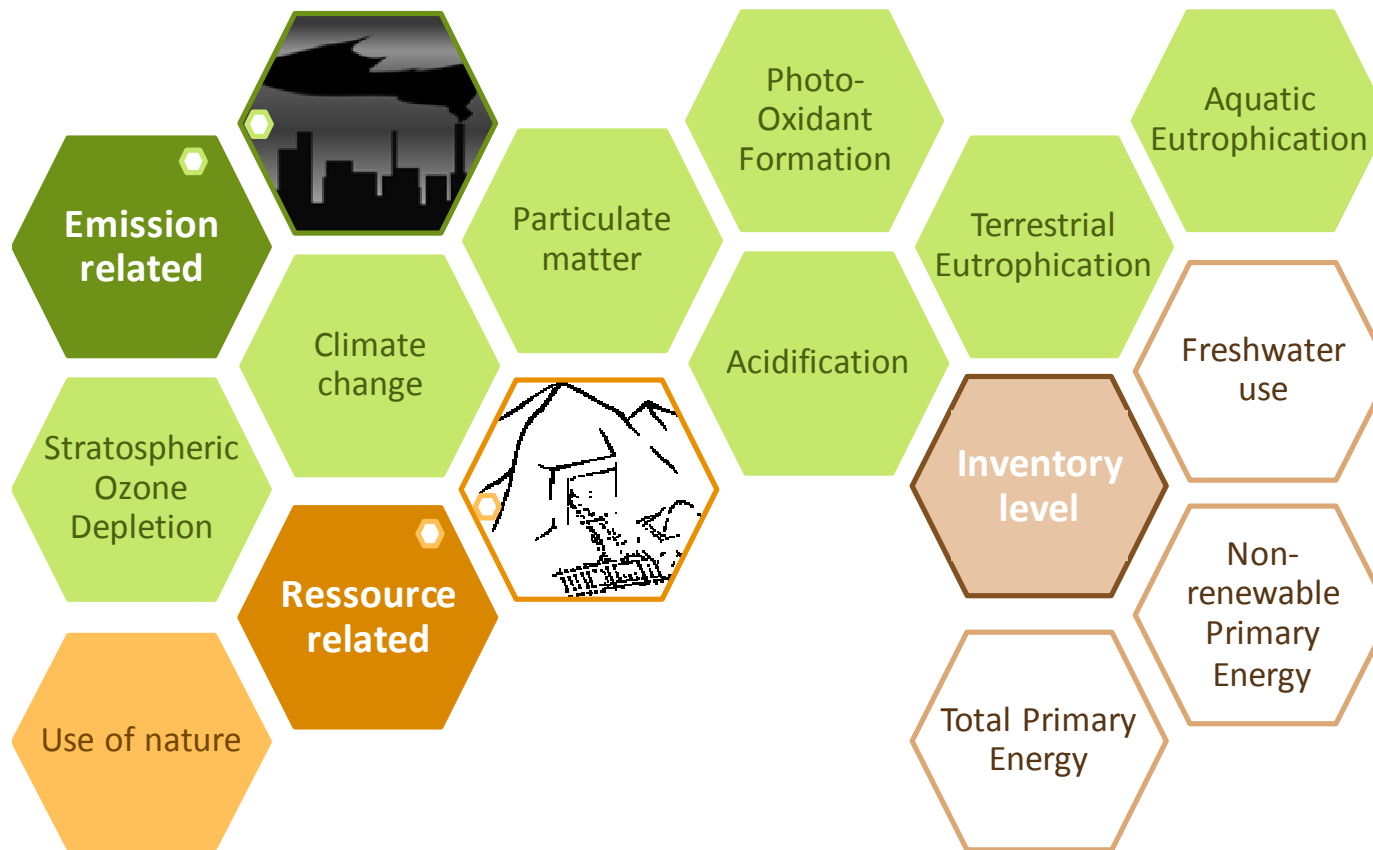 Emission
related
Stratospheric
Ozone
Depletion
Use of nature
Climate
change
Ressource
related
Particulate
matter
Photo-
Oxidant
Formation
Acidification
Terrestrial
Eutrophication
Inventory
level
Total Primary
Energy
Aquatic
Eutrophication
Freshwater
use
Non-
renewable
Primary
Energy